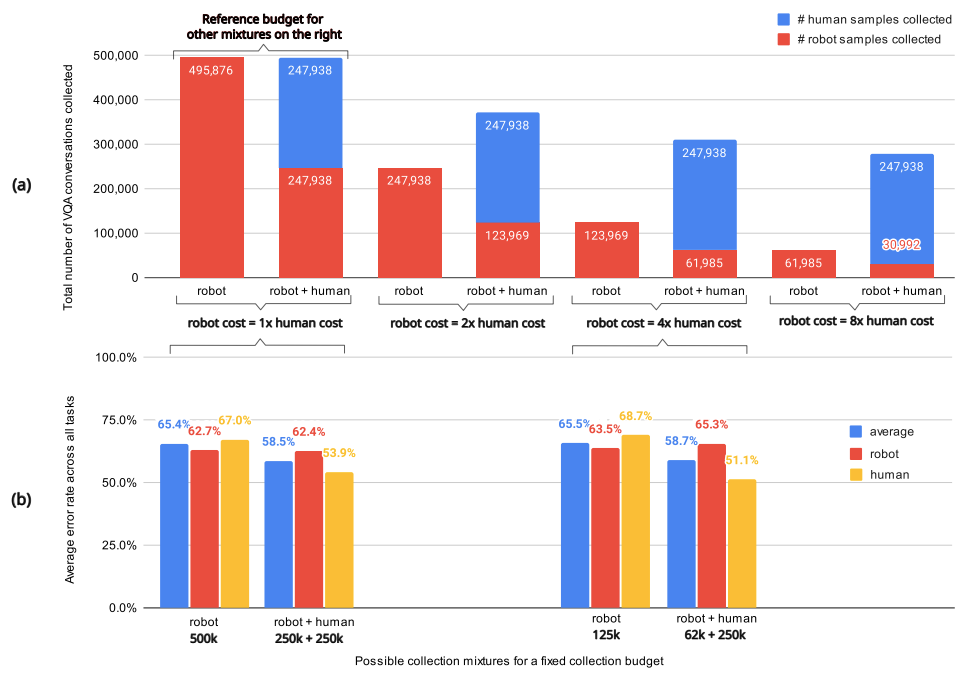 Reference budget for
other mixtures on the right
# human samples collected
# robot samples collected
(a)
Total number of VQA conversations collected
500,000
400,000
300,000
200,000
100,000
0
495,876
247,938
247,938
247,938
247,938
123,969
123,969
247,938
61,985
61,985
247,938
30,992
robot
robot + human
robot
robot + human
robot
robot + human
robot
robot + human
robot cost = 1x human cost
robot cost = 2x human cost
robot cost = 4x human cost
robot cost = 8x human cost
(b)
Average error rate across all tasks
100.0%
75.0%
50.0%
25.0%
0.0%
65.4%
62.7%
67.0%
58.5%
62.4%
53.9%
65.5%
63.5%
68.7%
58.7%
65.3%
51.1%
average
robot
human
robot
500k
robot + human
250k + 250k
robot
125k
robot + human
62k + 250k
Possible collection mixtures for a fixed collection budget